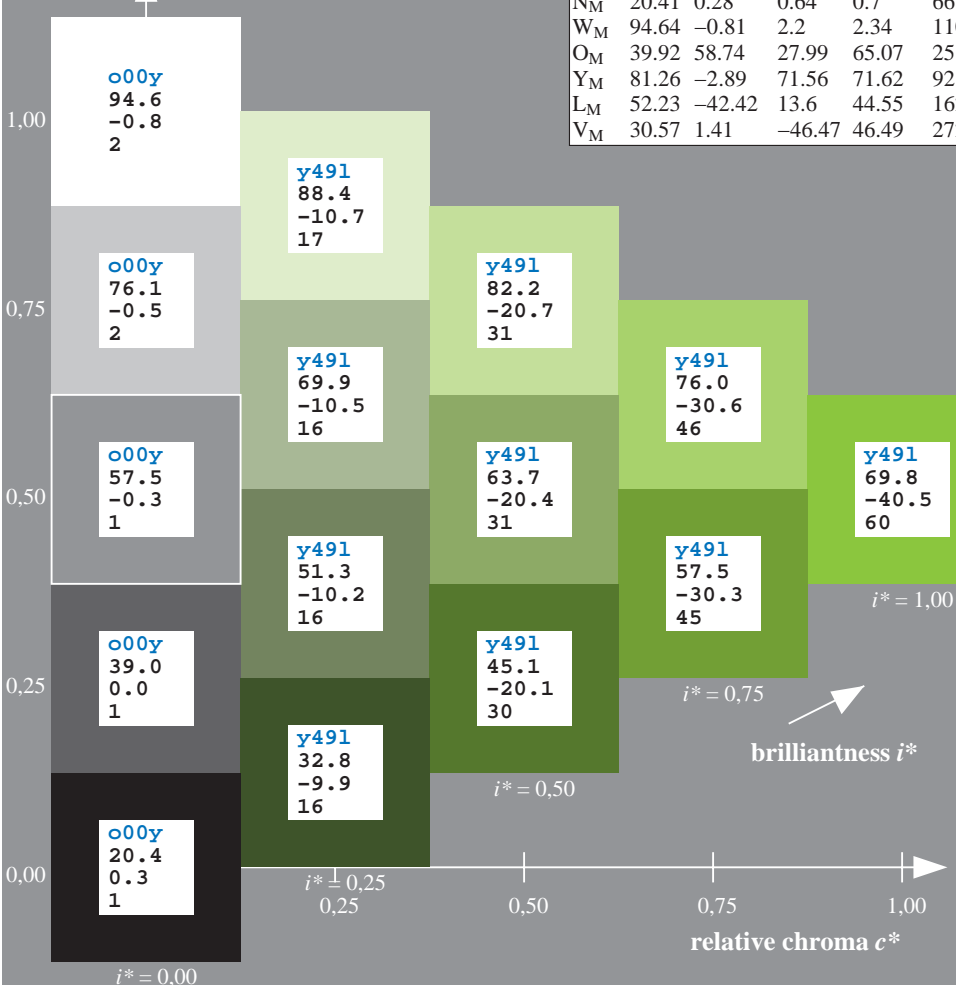 N_M 20.41 0.28 0.64 0.7 66
W_M 94.64 −0.81 2.2 2.34 11
O_M 39.92 58.74 27.99 65.07 25
Y_M 81.26 −2.89 71.56 71.62 92
L_M 52.23 −42.42 13.6 44.55 16
V_M 30.57 1.41 −46.47 46.49 27
1,00
o00y
94.6
-0.8
2
y49l
88.4
-10.7
17
0,75
o00y
76.1
-0.5
2
y49l
82.2
-20.7
31
y49l
69.9
-10.5
16
y49l
76.0
-30.6
46
0,50
o00y
57.5
-0.3
1
y49l
63.7
-20.4
31
y49l
69.8
-40.5
60
y49l
51.3
-10.2
16
y49l
57.5
-30.3
45
i* = 1,00
0,25
o00y
39.0
0.0
1
y49l
45.1
-20.1
30
i* = 0,75
brilliantness i*
y49l
32.8
-9.9
16
i* = 0,50
0,00
o00y
20.4
0.3
1
i* = 0,25
0,25 0,50 0,75 1,00
relative chroma c*
i* = 0,00